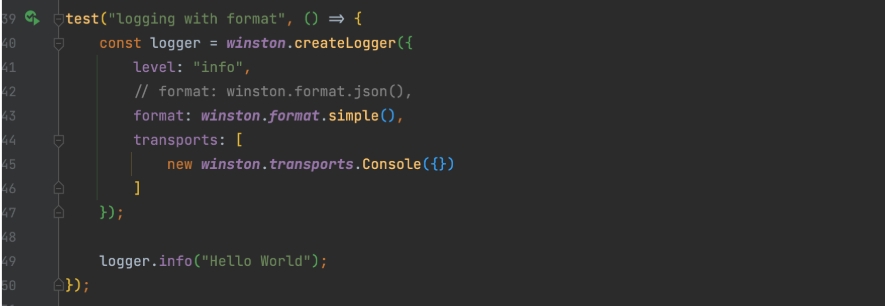 39 test("logging with format", () => {
40     const logger = winston.createLogger({
41         level: "info",
42         // format: winston.format.json(),
43         format: winston.format.simple(),
44         transports: [
45             new winston.transports.Console({})
46         ]
47     });
48
49     logger.info("Hello World");
50 });